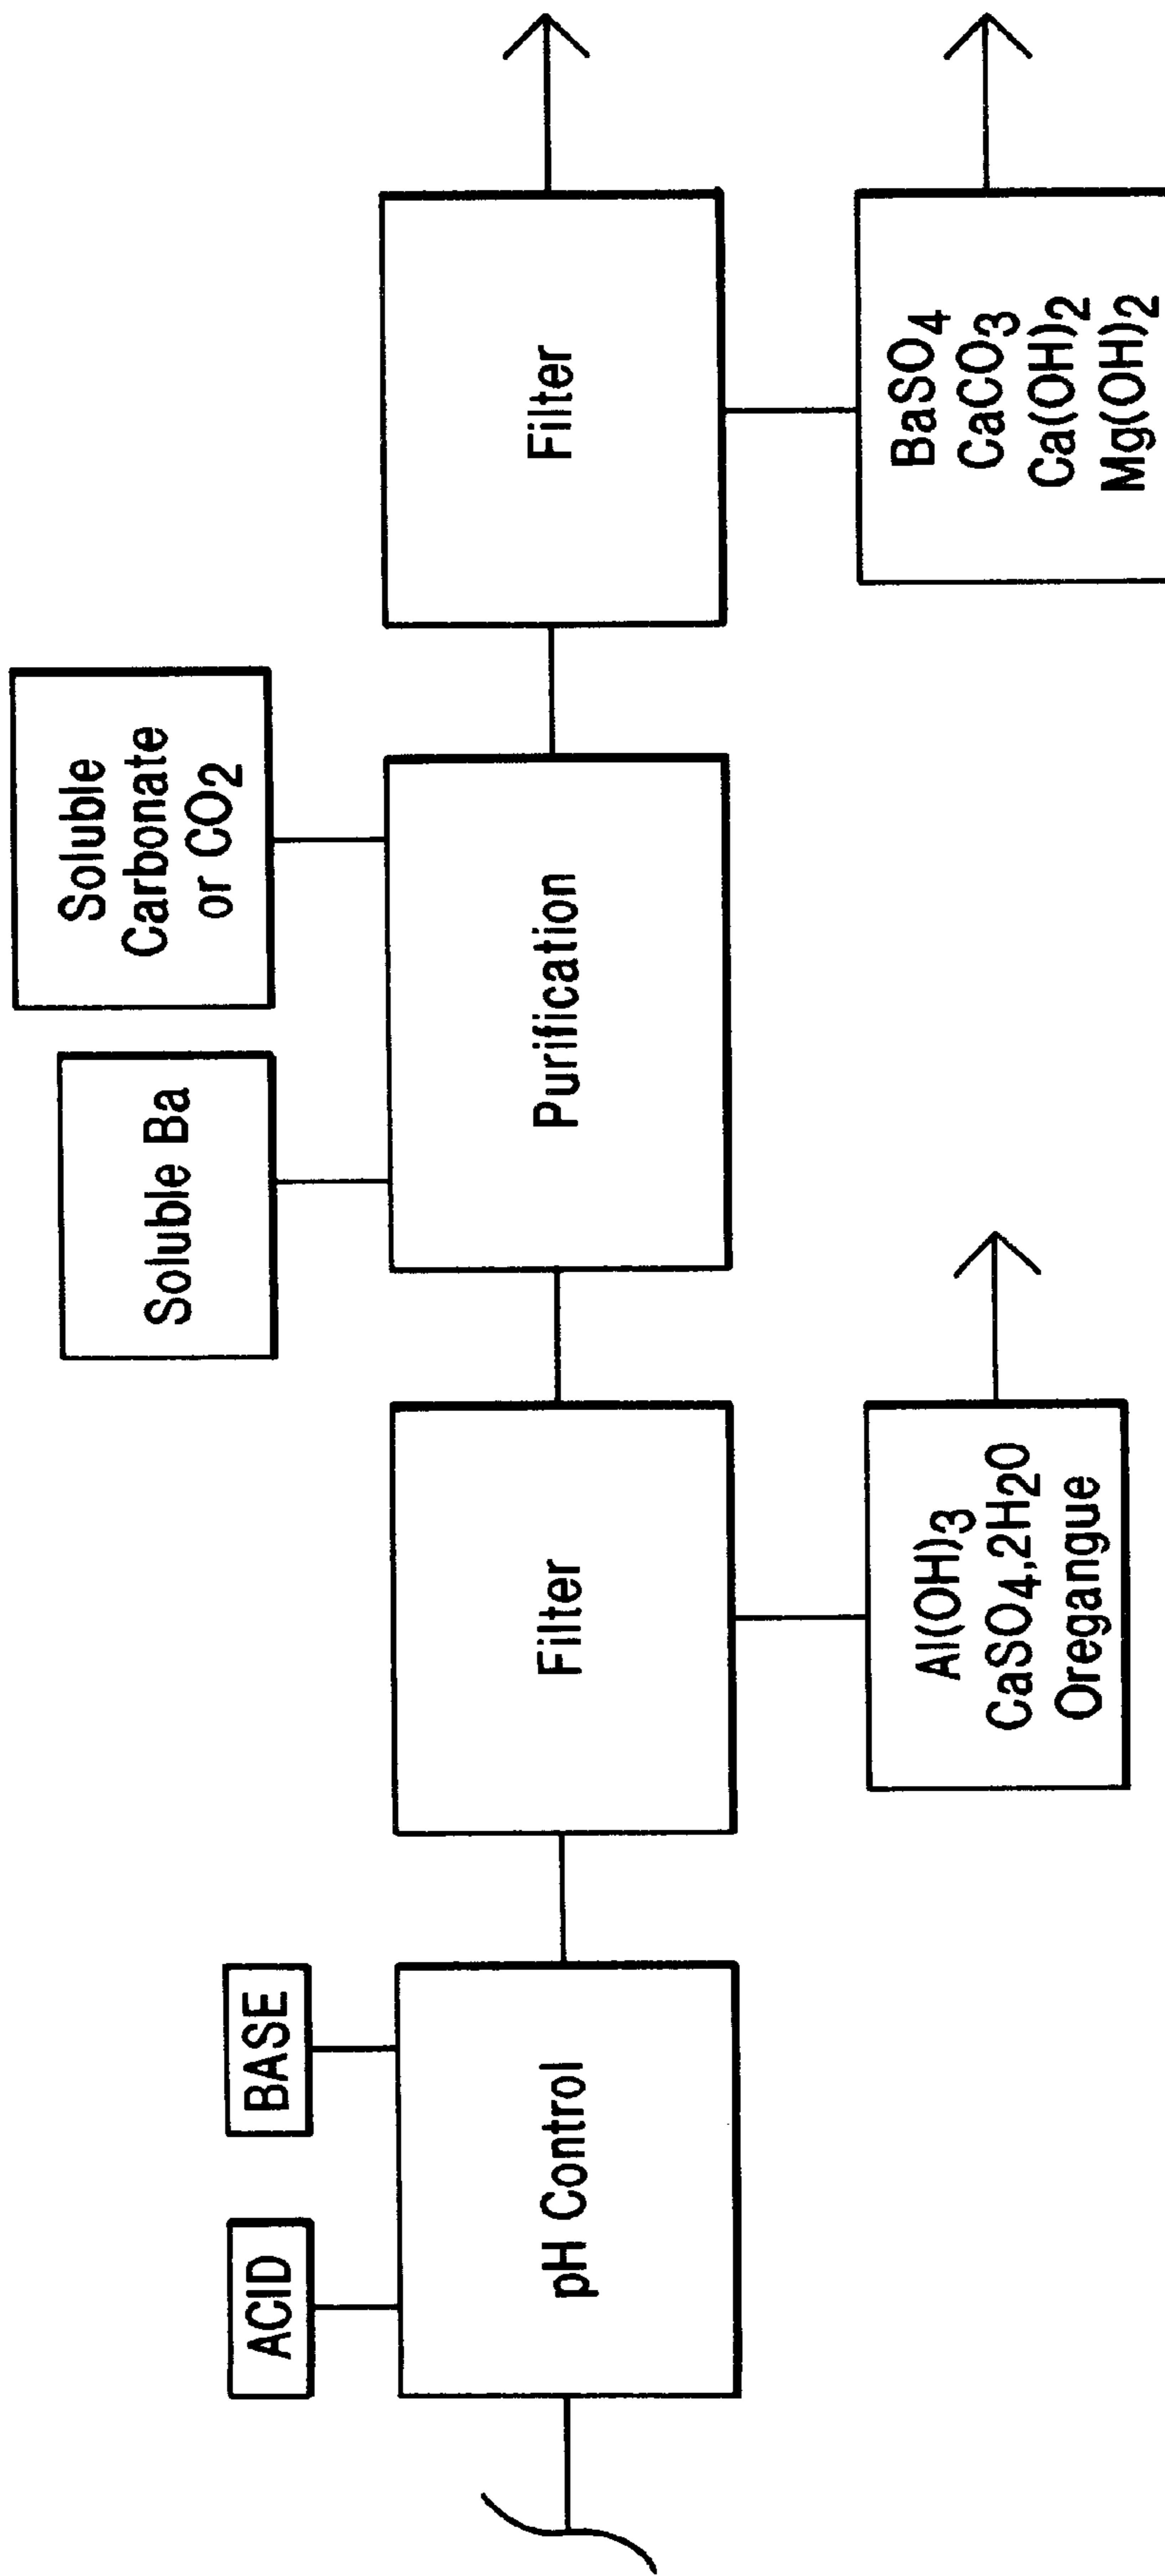 ACID
BASE
pH Control
Filter
Al(OH)3
CaSO4,2H2O
Oregangue
Soluble Ba
Soluble
Carbonate
or CO2
Purification
Filter
BaSO4
CaCO3
Ca(OH)2
Mg(OH)2